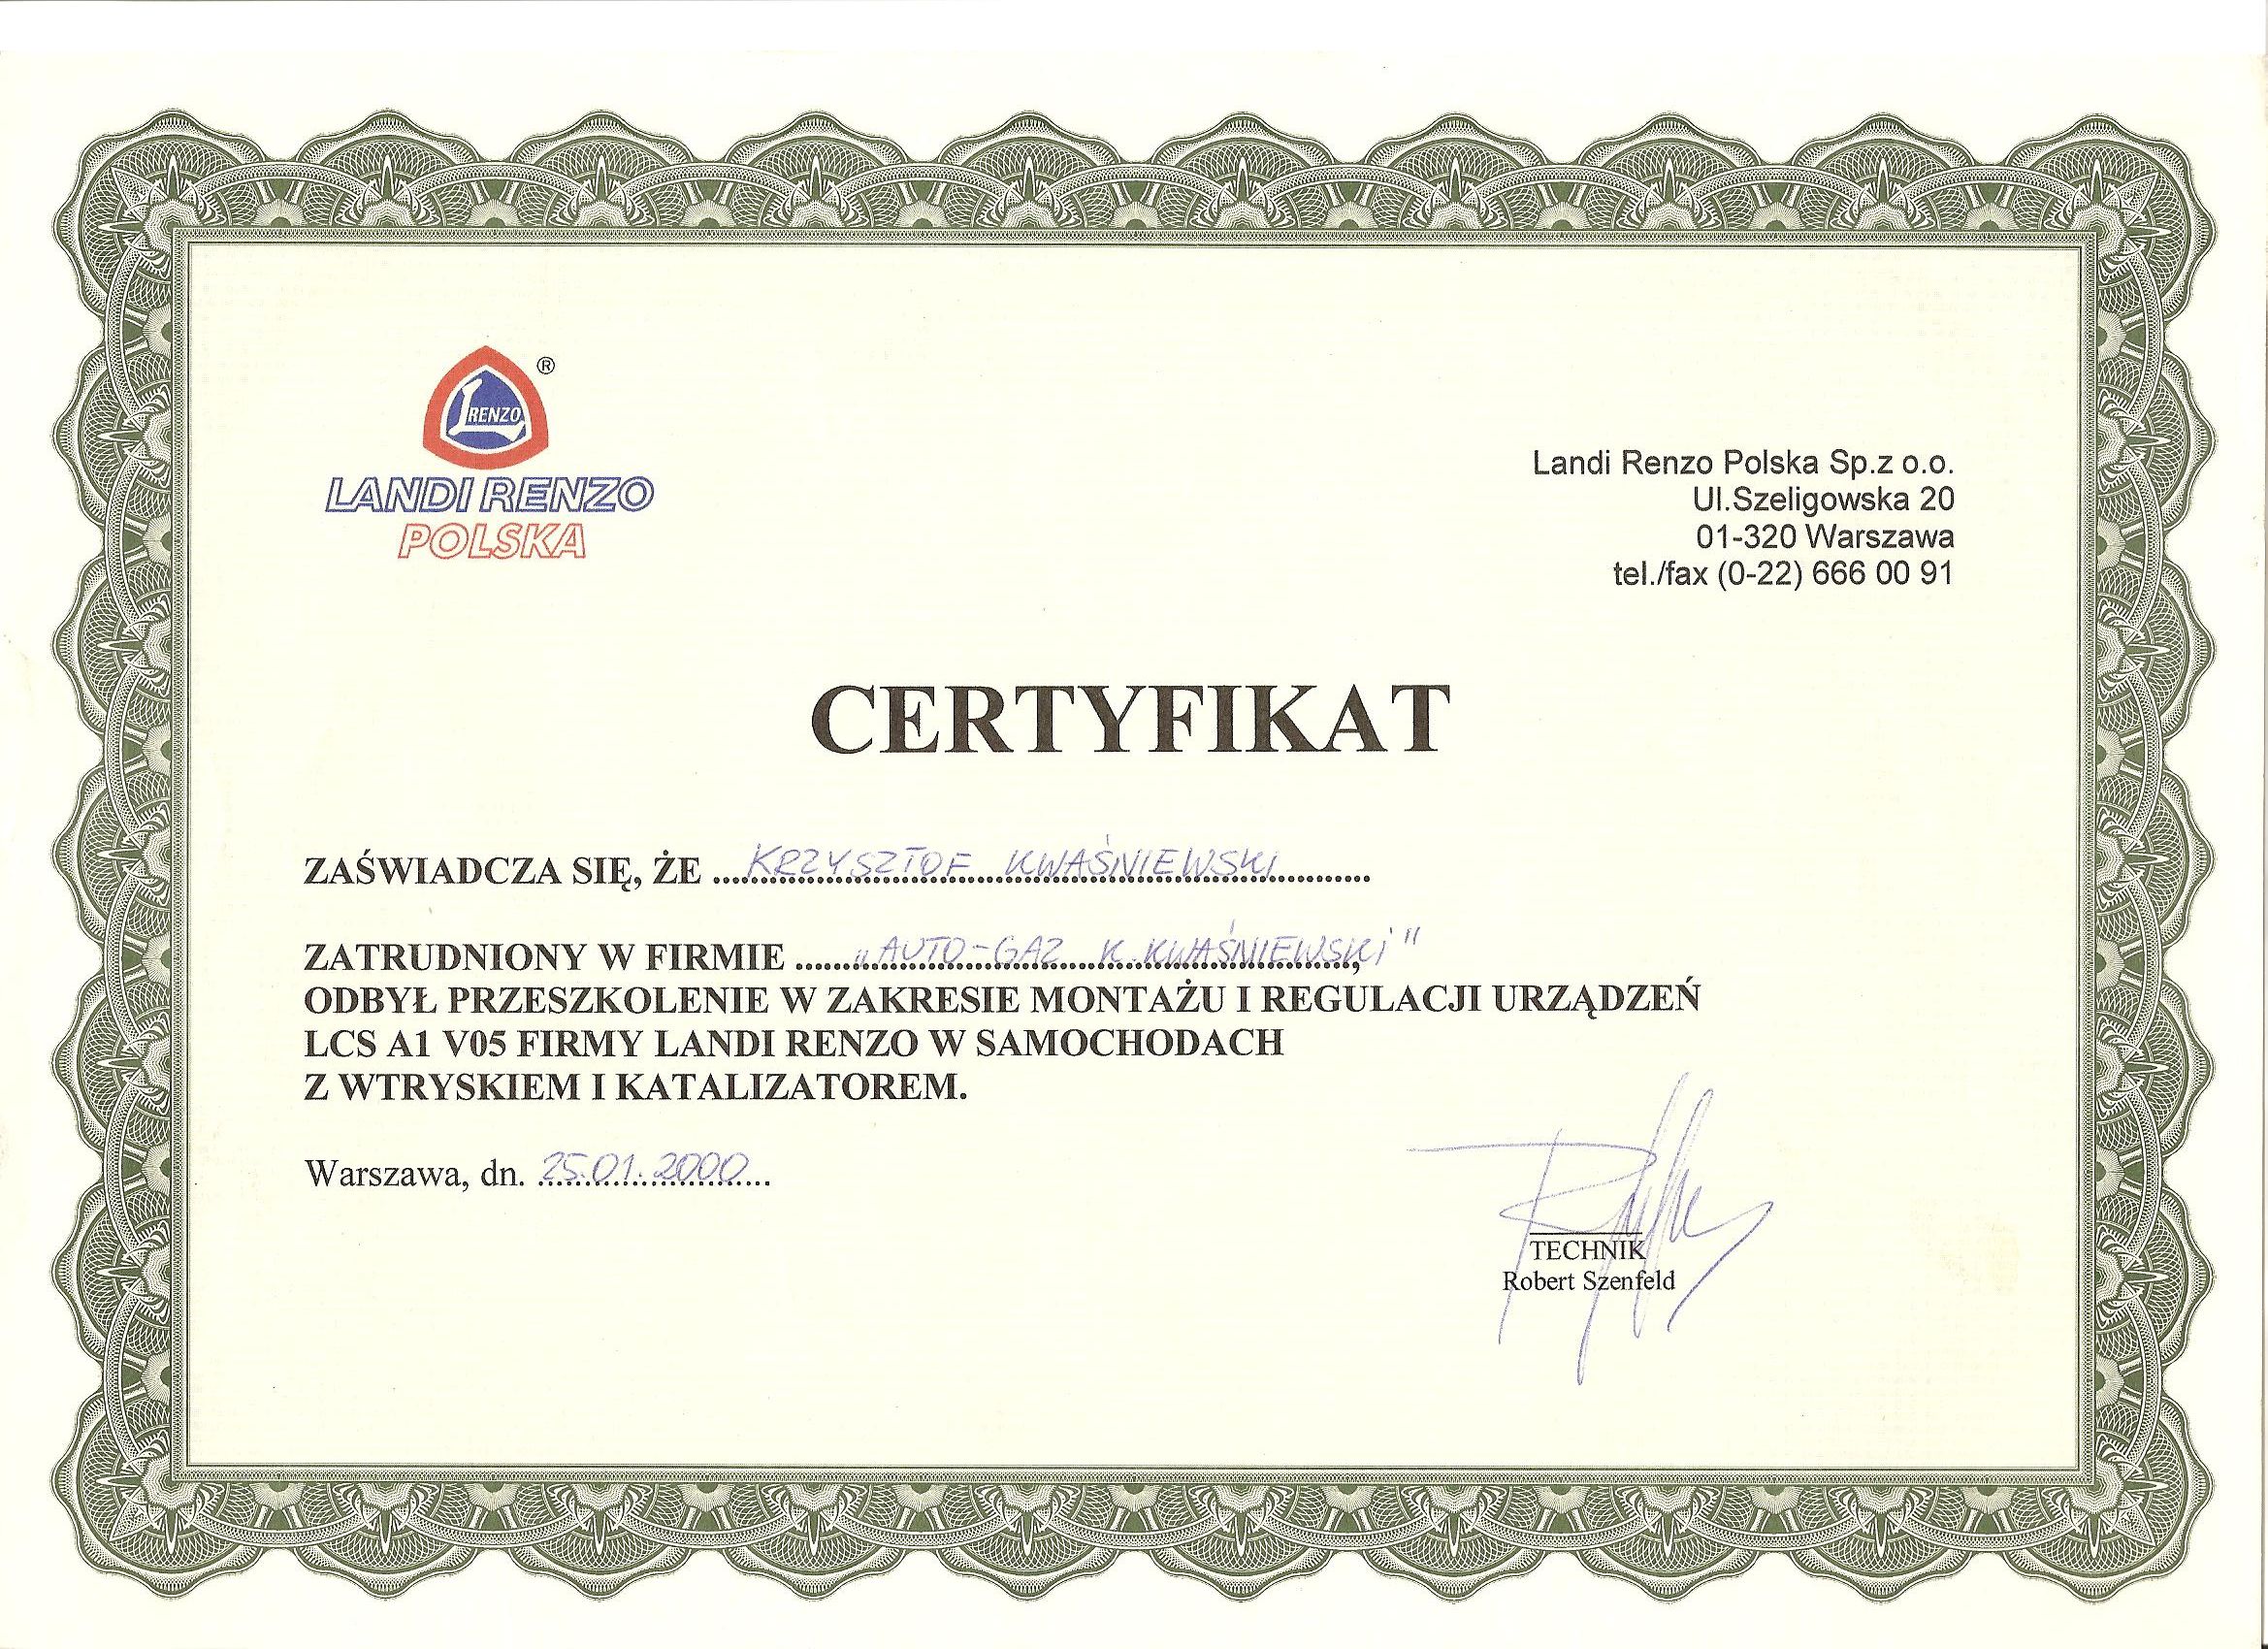 RENZO ®
LANDI RENZO
POLSKA
Landi Renzo Polska Sp.z o.o.
Ul.Szeligowska 20
01-320 Warszawa
tel./fax (0-22) 666 00 91
CERTYFIKAT
ZAŚWIADCZA SIĘ, ŻE ....KRZYSZTOF KWAŚNIEWSKI............
ZATRUDNIONY W FIRMIE ......„AUTO-GAZ K. KWAŚNIEWSKI”,
ODBYŁ PRZESZKOLENIE W ZAKRESIE MONTAŻU I REGULACJI URZĄDZEŃ
LCS A1 V05 FIRMY LANDI RENZO W SAMOCHODACH
Z WTRYSKIEM I KATALIZATOREM.
Warszawa, dn. 25.01.2000...
TECHNIK
Robert Szenfeld